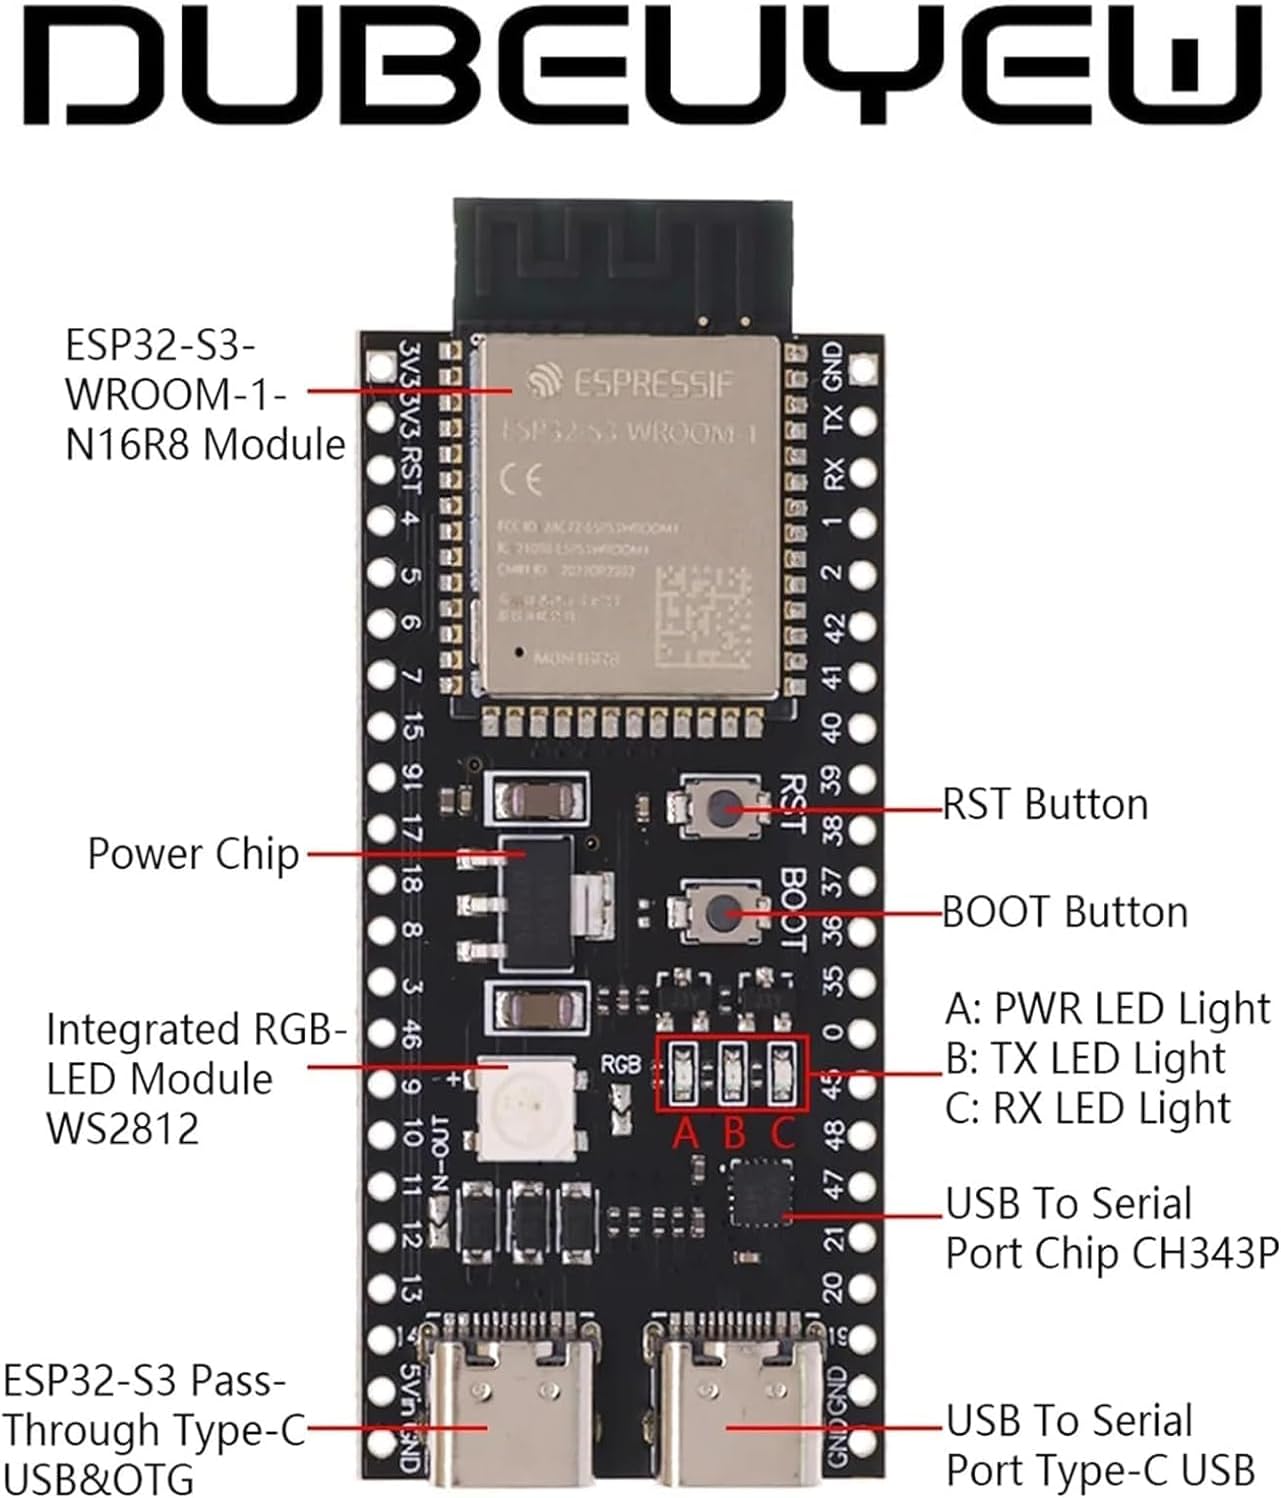 DUBEUYEW
ESP32-S3-
WROOM-1-
N16R8 Module
ESPRESSIF
ESP32-S3-WROOM-1
CE
3V3
3V3
RST
4
5
6
7
15
16
17
18
8
3
46
9
10
11
12
13
14
5Vin
GND
GND
TX
RX
1
2
42
41
40
39
38
37
36
35
0
45
48
47
21
20
19
GND
GND
RST
BOOT
RGB
+
IN-OUT
Power Chip
Integrated RGB-
LED Module
WS2812
ESP32-S3 Pass-
Through Type-C
USB&OTG
RST Button
BOOT Button
A: PWR LED Light
B: TX LED Light
C: RX LED Light
A B C
USB To Serial
Port Chip CH343P
USB To Serial
Port Type-C USB